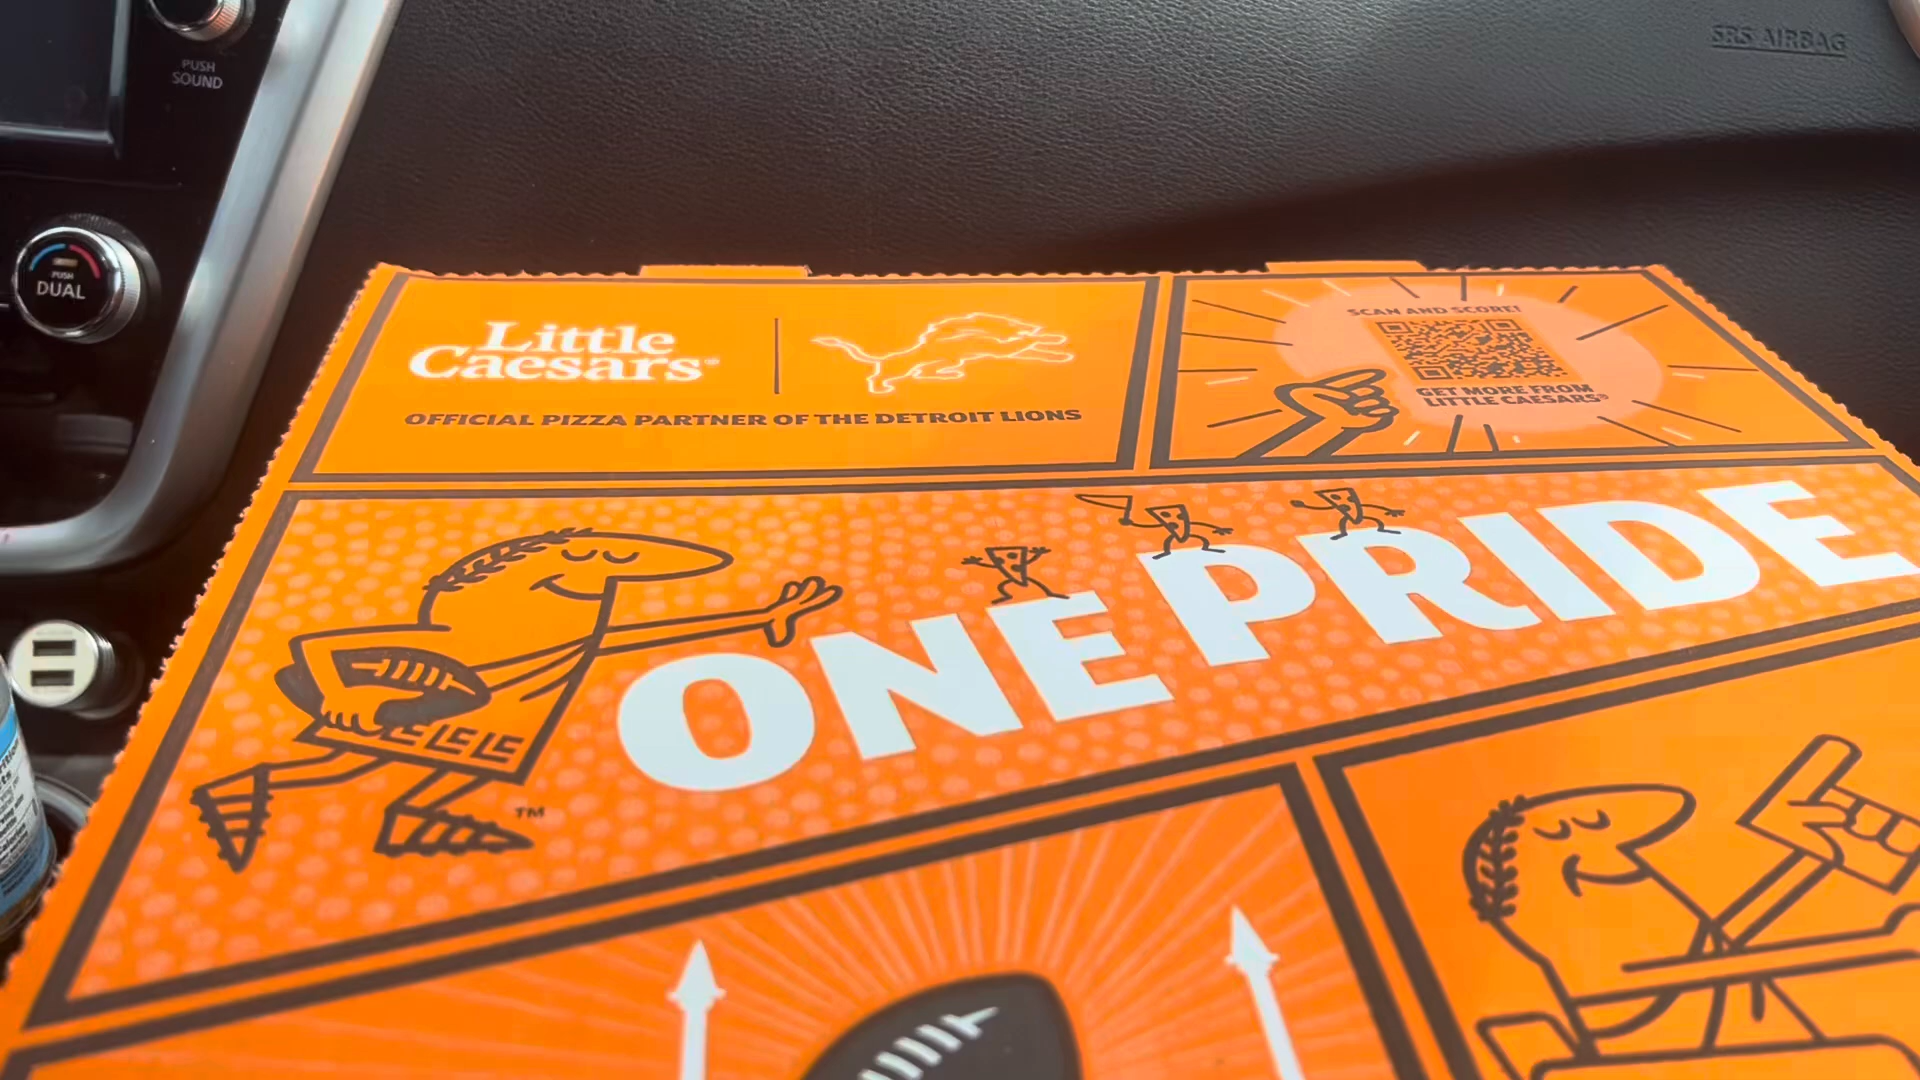 PUSH
SOUND
SRS AIRBAG
PUSH
DUAL
Little
Caesars®
OFFICIAL PIZZA PARTNER OF THE DETROIT LIONS
SCAN AND SCORE!
GET MORE FROM
LITTLE CAESARS®
ONE PRIDE
TM